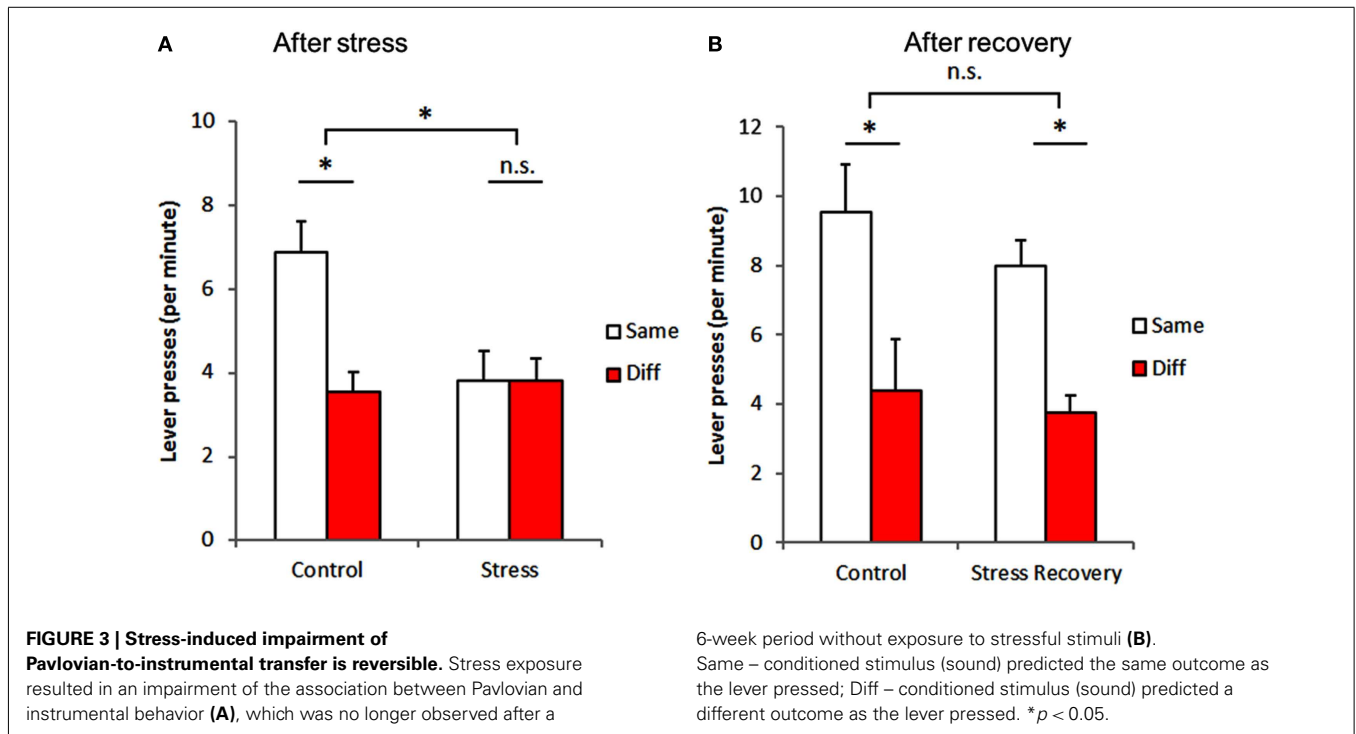 A After stress
*
10
* n.s.
8
6
4
2
0
Lever presses (per minute)
Same
Diff
Control Stress
B After recovery
n.s.
12
* *
10
8
6
4
2
0
Lever presses (per minute)
Same
Diff
Control Stress Recovery
FIGURE 3 | Stress-induced impairment of
Pavlovian-to-instrumental transfer is reversible. Stress exposure
resulted in an impairment of the association between Pavlovian and
instrumental behavior (A), which was no longer observed after a
6-week period without exposure to stressful stimuli (B).
Same – conditioned stimulus (sound) predicted the same outcome as
the lever pressed; Diff – conditioned stimulus (sound) predicted a
different outcome as the lever pressed. *p < 0.05.